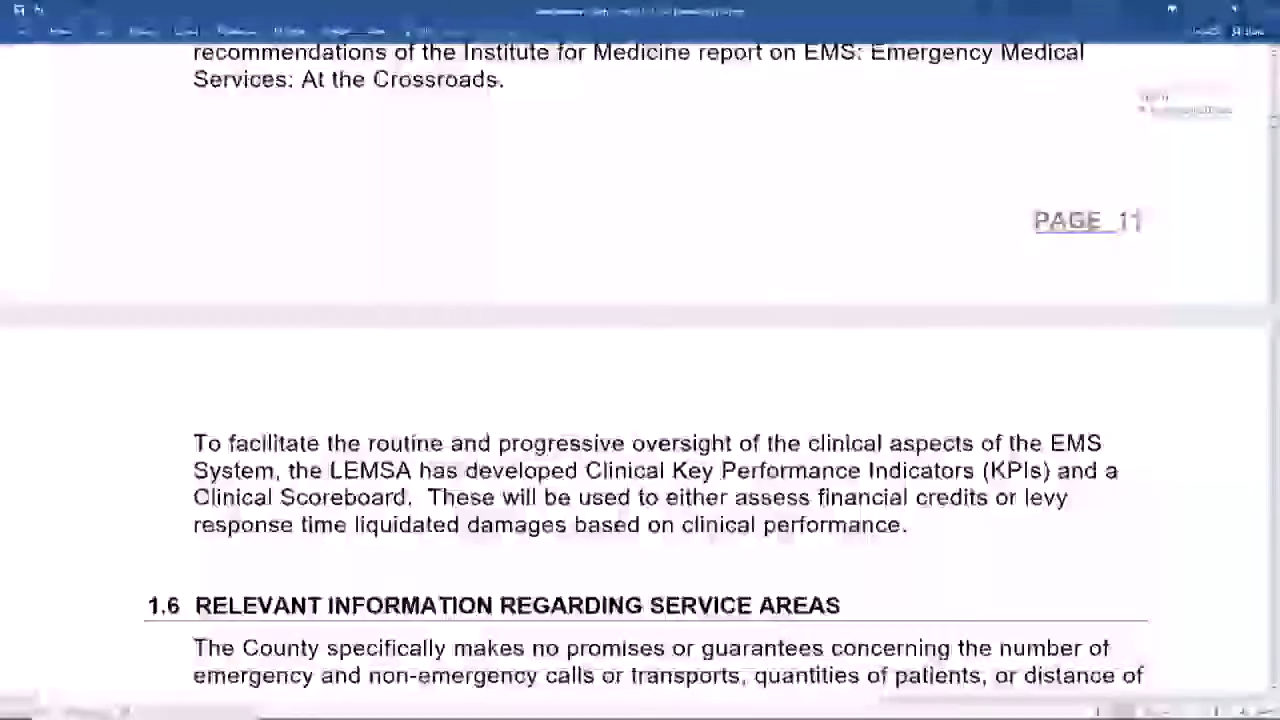 recommendations of the Institute for Medicine report on EMS: Emergency Medical
Services: At the Crossroads.
PAGE 11
To facilitate the routine and progressive oversight of the clinical aspects of the EMS
System, the LEMSA has developed Clinical Key Performance Indicators (KPIs) and a
Clinical Scoreboard. These will be used to either assess financial credits or levy
response time liquidated damages based on clinical performance.
1.6 RELEVANT INFORMATION REGARDING SERVICE AREAS
The County specifically makes no promises or guarantees concerning the number of
emergency and non-emergency calls or transports, quantities of patients, or distance of